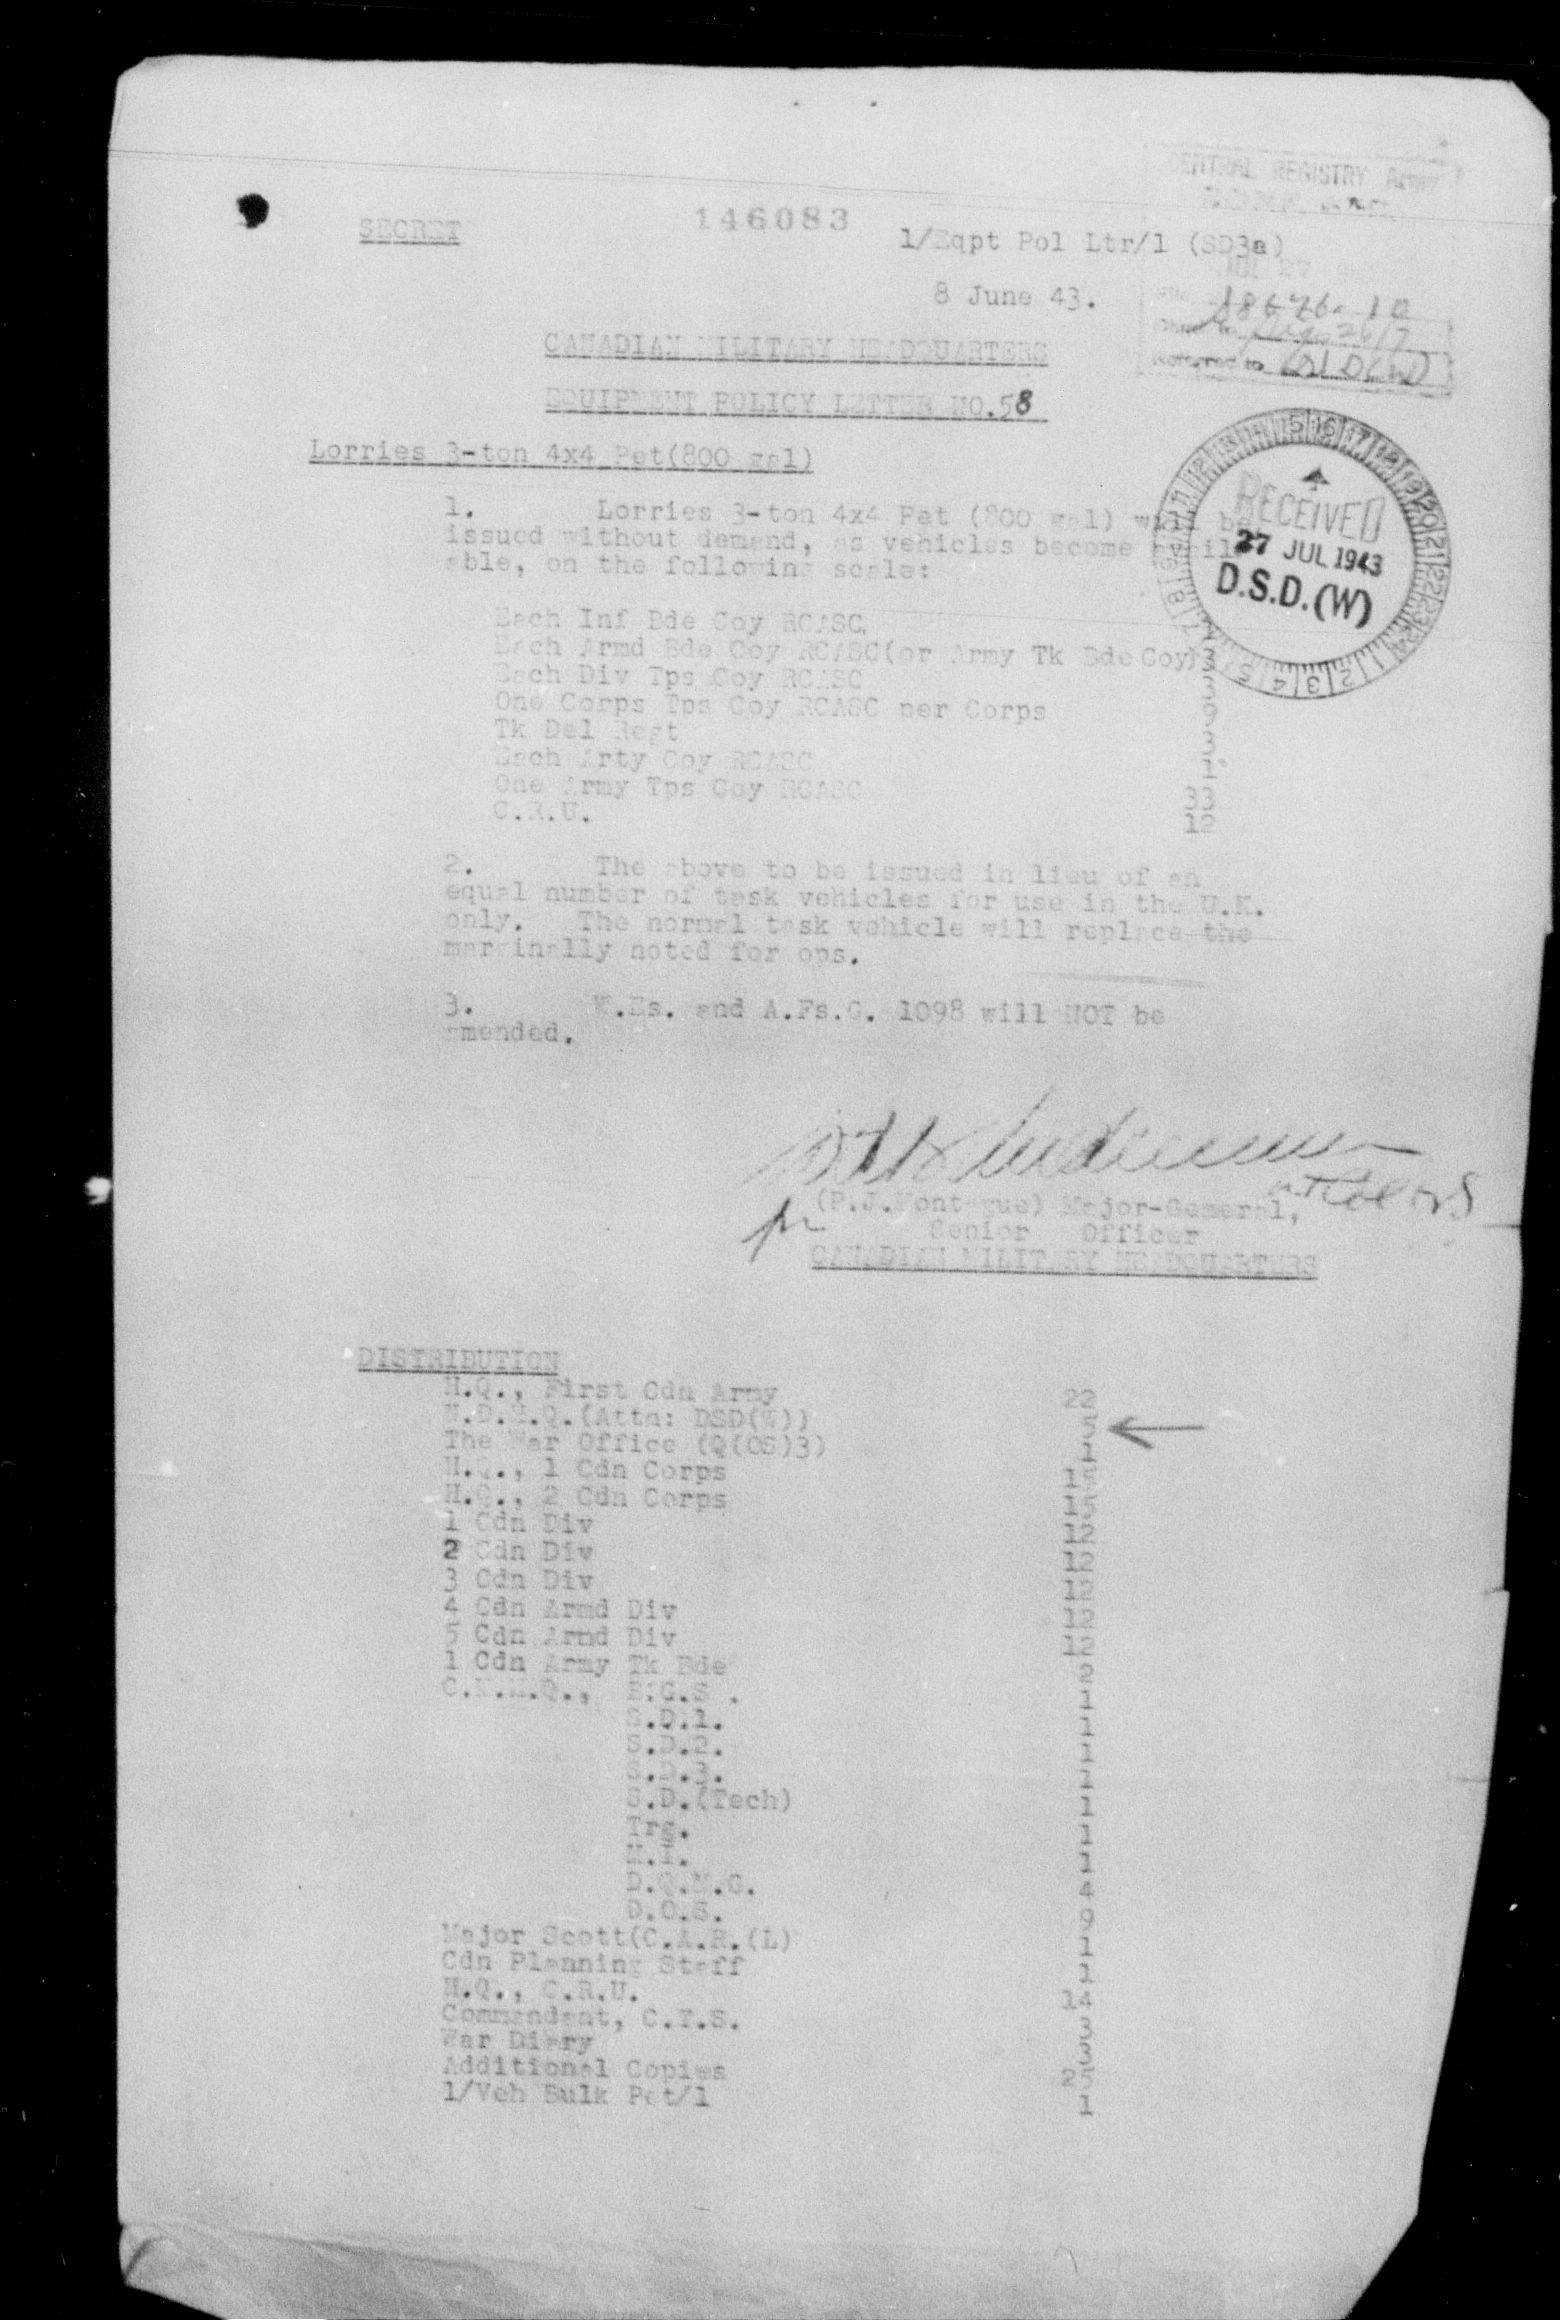 CENTRAL REGISTRY Army
SECRET
146083
1/Eqpt Pol Ltr/1 (SD3a)
8 June 43.
Referred to
CANADIAN MILITARY HEADQUARTERS
EQUIPMENT POLICY LETTER NO.58
Lorries 3-ton 4x4 Pet(800 gal)
RECEIVED
27 JUL 1943
D.S.D.(W)
1. Lorries 3-ton 4x4 Pet (800 gal) will be
issued without demand, as vehicles become avail-
able, on the following scale:
Each Inf Bde Coy RCASC.
Each Armd Bde Coy RCASC(or Army Tk Bde Coy) 3
Each Div Tps Coy RCASC 3
One Corps Tps Coy RCASC per Corps 9
Tk Del Regt 3
Each Arty Coy RCASC 1
One Army Tps Coy RCASC 33
C.R.U. 12
2. The above to be issued in lieu of an
equal number of task vehicles for use in the U.K.
only. The normal task vehicle will replace the
marginally noted for ops.
3. W.Es. and A.Fs.G. 1098 will NOT be
amended.
(P.J.Montague) Major-General,
Senior Officer
CANADIAN MILITARY HEADQUARTERS
DISTRIBUTION
H.Q., First Cdn Army 22
N.D.H.Q.(Attn: DSD(W)) 5
The War Office (Q(OS)3) 1
H.Q., 1 Cdn Corps 15
H.Q., 2 Cdn Corps 15
1 Cdn Div 12
2 Cdn Div 12
3 Cdn Div 12
4 Cdn Armd Div 12
5 Cdn Armd Div 12
1 Cdn Army Tk Bde 2
C.M.H.Q., B.G.S. 1
S.D.1. 1
S.D.2. 1
S.D.3. 1
S.D.(Tech) 1
Trg. 1
M.I. 1
D.Q.M.G. 4
D.O.S. 9
Major Scott(C.A.R.(L) 1
Cdn Planning Staff 1
H.Q., C.R.U. 14
Commandant, C.T.S. 3
War Diary 3
Additional Copies 25
1/Veh Bulk Pet/1 1